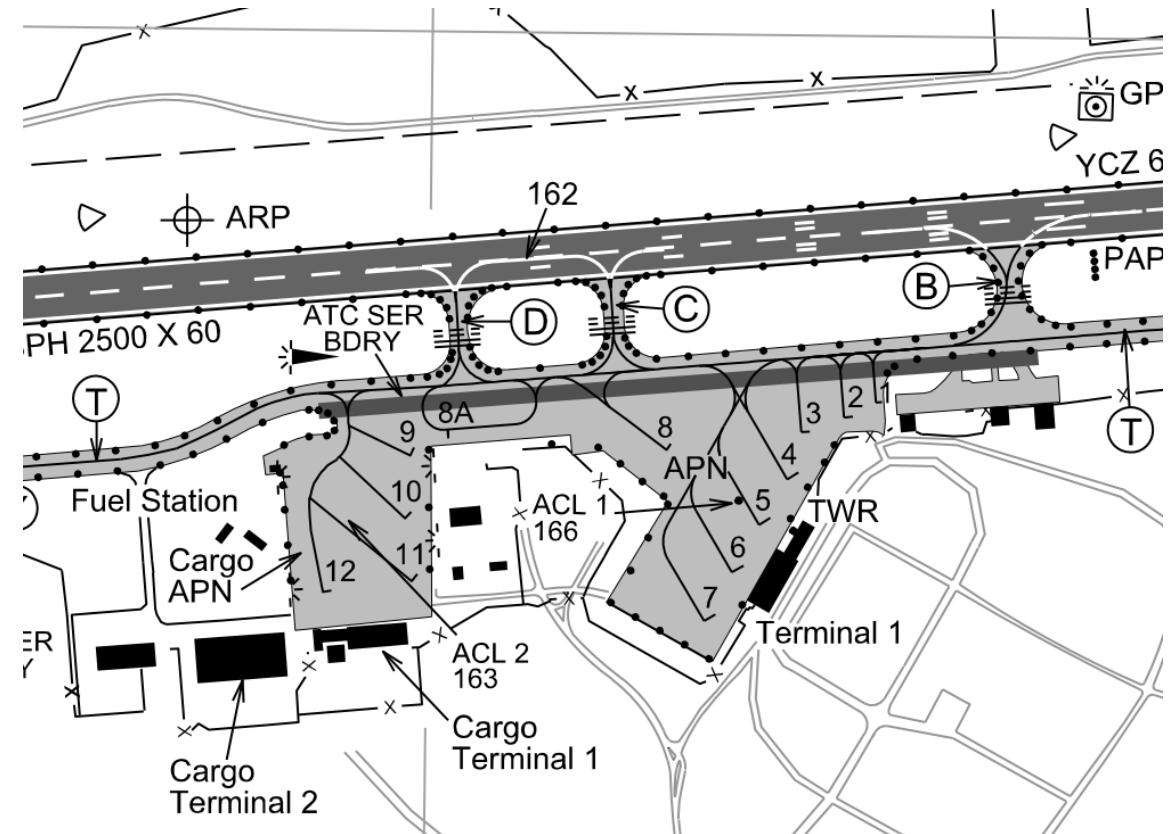 GP
YCZ 6
162
ARP
PAP
B
C
D
ATC SER
BDRY
PH 2500 X 60
T
8A
9
8
1
2
3
4
T
APN
10
ACL 1
166
5
TWR
Fuel Station
Cargo
APN
11
12
6
7
Terminal 1
ER
ACL 2
163
Cargo
Terminal 1
Cargo
Terminal 2